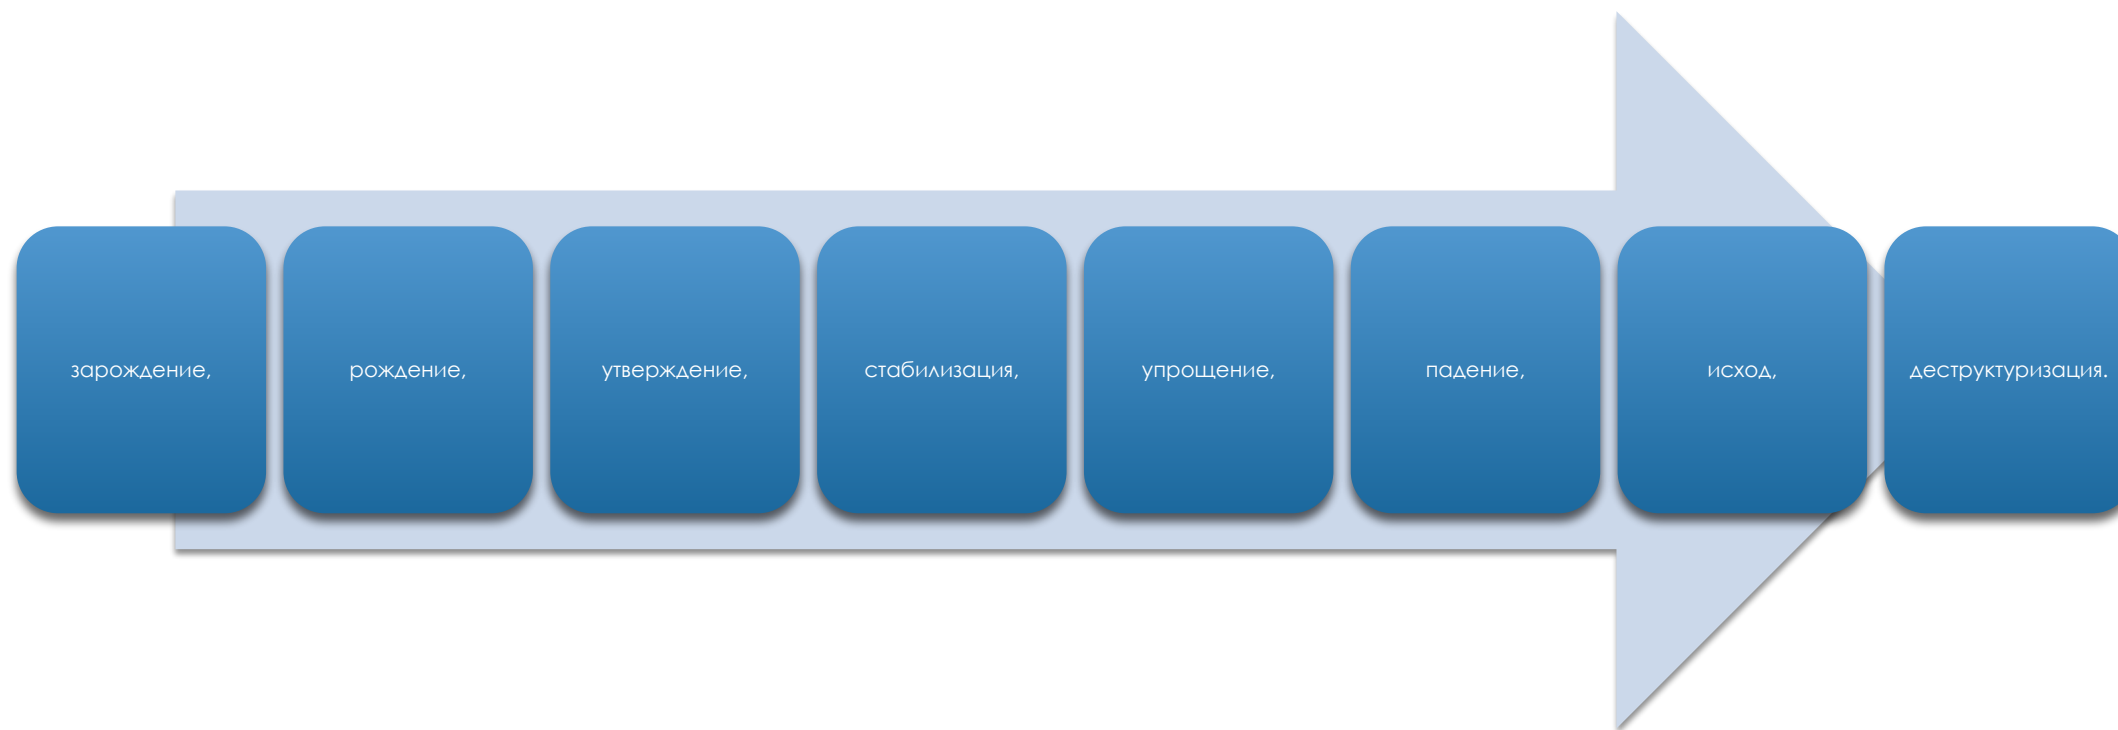 зарождение,
рождение,
утверждение,
стабилизация,
упрощение,
падение,
исход,
деструктуризация.